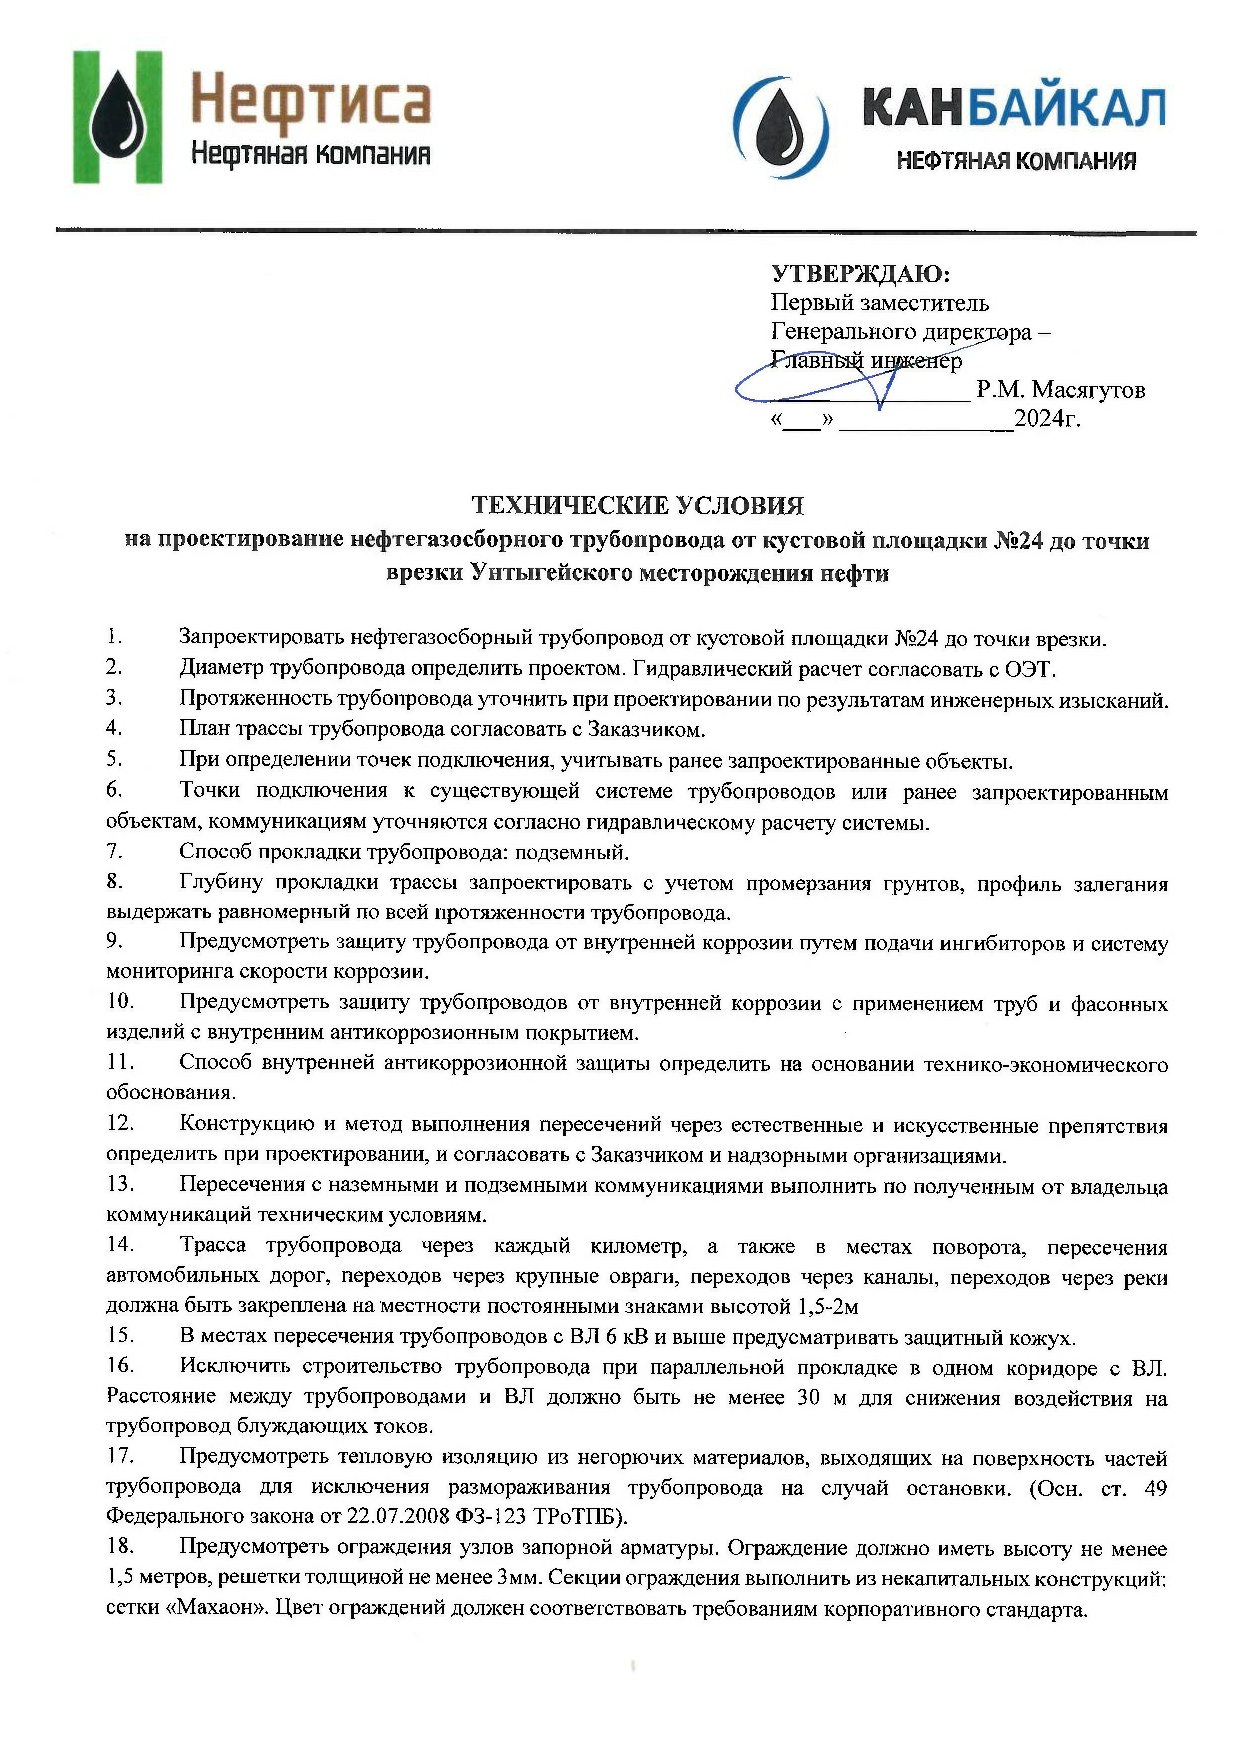 Нефтиса
Нефтяная компания
КАНБАЙКАЛ
НЕФТЯНАЯ КОМПАНИЯ
УТВЕРЖДАЮ:
Первый заместитель
Генерального директора –
Главный инженер
________________ Р.М. Масягутов
«___» ______________2024г.
ТЕХНИЧЕСКИЕ УСЛОВИЯ
на проектирование нефтегазосборного трубопровода от кустовой площадки №24 до точки
врезки Унтыгейского месторождения нефти
1. Запроектировать нефтегазосборный трубопровод от кустовой площадки №24 до точки врезки.
2. Диаметр трубопровода определить проектом. Гидравлический расчет согласовать с ОЭТ.
3. Протяженность трубопровода уточнить при проектировании по результатам инженерных изысканий.
4. План трассы трубопровода согласовать с Заказчиком.
5. При определении точек подключения, учитывать ранее запроектированные объекты.
6. Точки подключения к существующей системе трубопроводов или ранее запроектированным
объектам, коммуникациям уточняются согласно гидравлическому расчету системы.
7. Способ прокладки трубопровода: подземный.
8. Глубину прокладки трассы запроектировать с учетом промерзания грунтов, профиль залегания
выдержать равномерный по всей протяженности трубопровода.
9. Предусмотреть защиту трубопровода от внутренней коррозии путем подачи ингибиторов и систему
мониторинга скорости коррозии.
10. Предусмотреть защиту трубопроводов от внутренней коррозии с применением труб и фасонных
изделий с внутренним антикоррозионным покрытием.
11. Способ внутренней антикоррозионной защиты определить на основании технико-экономического
обоснования.
12. Конструкцию и метод выполнения пересечений через естественные и искусственные препятствия
определить при проектировании, и согласовать с Заказчиком и надзорными организациями.
13. Пересечения с наземными и подземными коммуникациями выполнить по полученным от владельца
коммуникаций техническим условиям.
14. Трасса трубопровода через каждый километр, а также в местах поворота, пересечения
автомобильных дорог, переходов через крупные овраги, переходов через каналы, переходов через реки
должна быть закреплена на местности постоянными знаками высотой 1,5-2м
15. В местах пересечения трубопроводов с ВЛ 6 кВ и выше предусматривать защитный кожух.
16. Исключить строительство трубопровода при параллельной прокладке в одном коридоре с ВЛ.
Расстояние между трубопроводами и ВЛ должно быть не менее 30 м для снижения воздействия на
трубопровод блуждающих токов.
17. Предусмотреть тепловую изоляцию из негорючих материалов, выходящих на поверхность частей
трубопровода для исключения размораживания трубопровода на случай остановки. (Осн. ст. 49
Федерального закона от 22.07.2008 ФЗ-123 ТРоТПБ).
18. Предусмотреть ограждения узлов запорной арматуры. Ограждение должно иметь высоту не менее
1,5 метров, решетки толщиной не менее 3мм. Секции ограждения выполнить из некапитальных конструкций:
сетки «Махаон». Цвет ограждений должен соответствовать требованиям корпоративного стандарта.